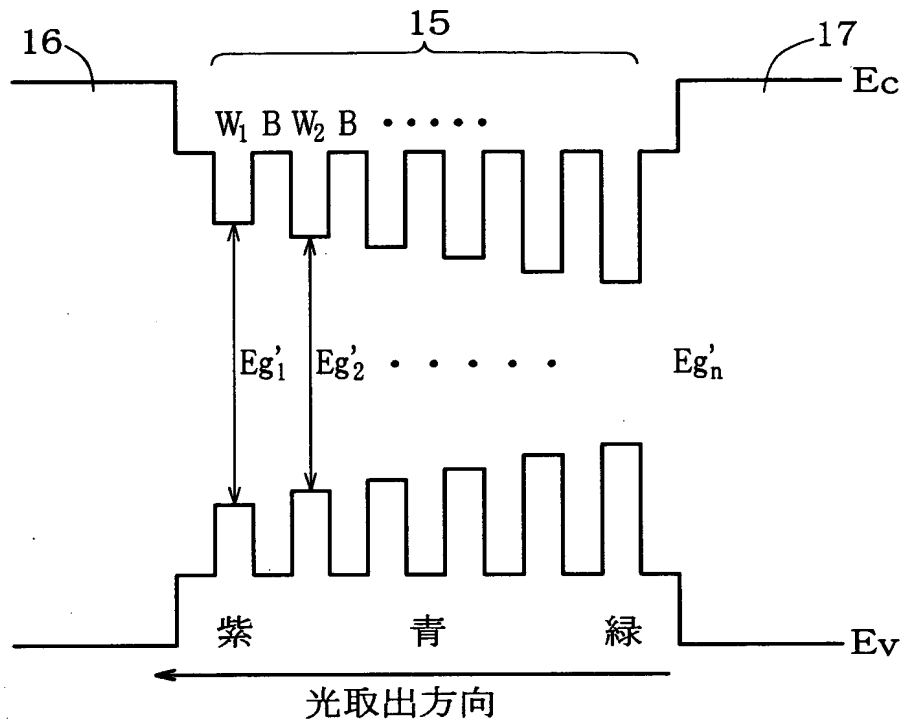 15
16
17
Ec
W₁ B W₂ B ・・・・・
Eg'₁ Eg'₂ ・・・・・ Eg'ₙ
紫 青 緑
Ev
光取出方向